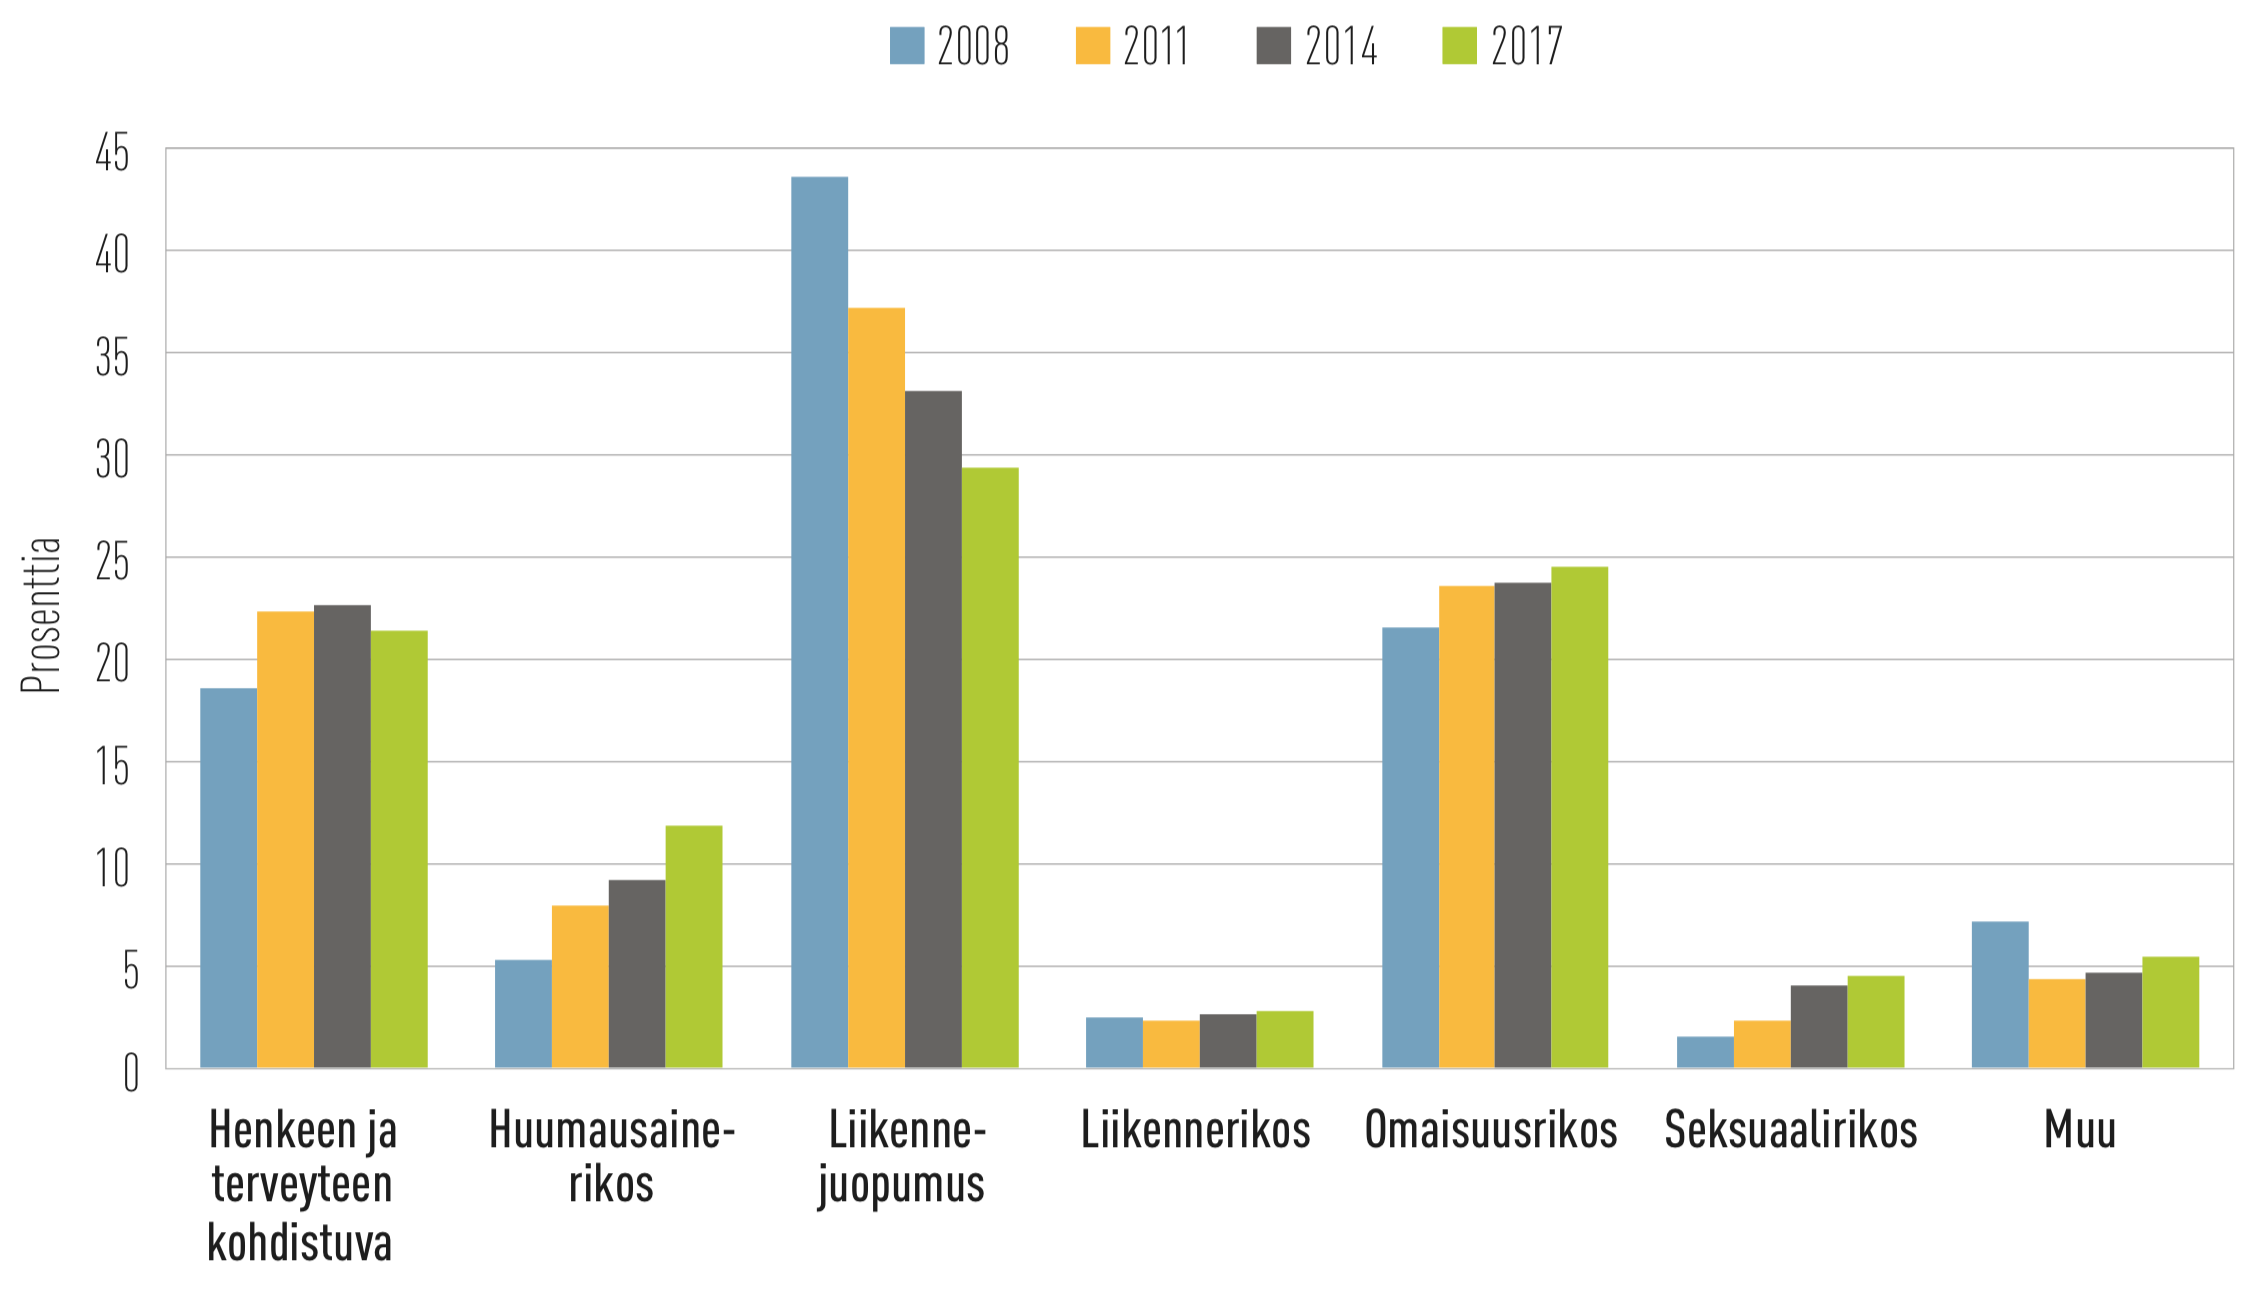 2008 2011 2014 2017
Prosenttia
45
40
35
30
25
20
15
10
5
0
Henkeen ja
terveyteen
kohdistuva
Huumausaine-
rikos
Liikenne-
juopumus
Liikennerikos
Omaisuusrikos
Seksuaalirikos
Muu